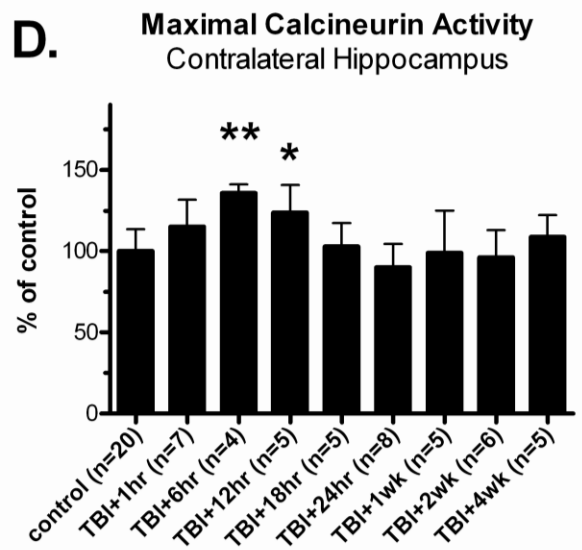 D.
Maximal Calcineurin Activity
Contralateral Hippocampus
% of control
150
100
50
0
**
*
control (n=20)
TBI+1hr (n=7)
TBI+6hr (n=4)
TBI+12hr (n=5)
TBI+18hr (n=5)
TBI+24hr (n=8)
TBI+1wk (n=5)
TBI+2wk (n=6)
TBI+4wk (n=5)